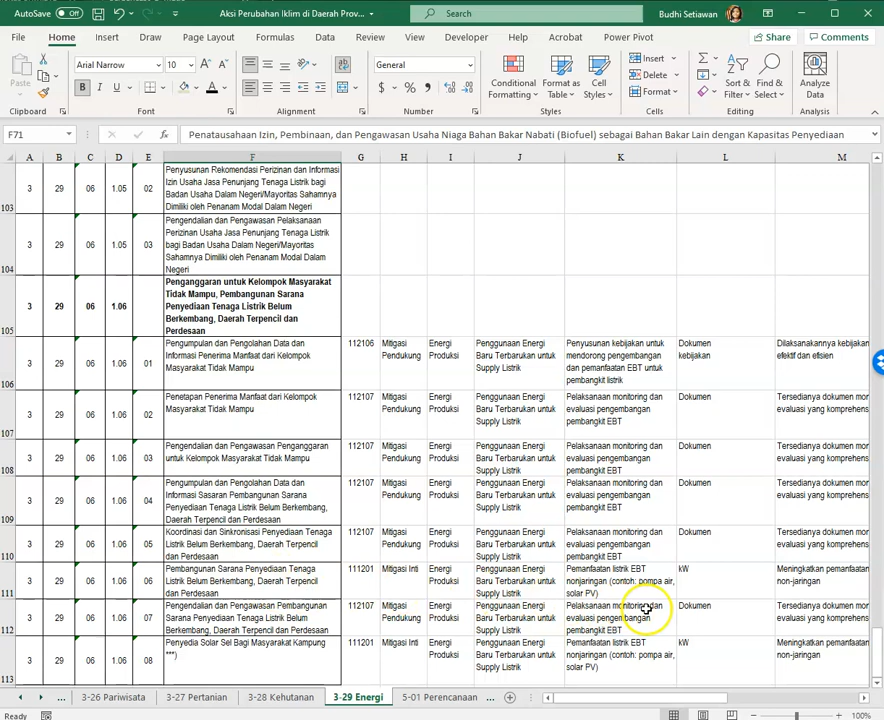 AutoSave Off Aksi Perubahan Iklim di Daerah Prov... Search Budhi Setiawan
File Home Insert Draw Page Layout Formulas Data Review View Developer Help Acrobat Power Pivot Share Comments
Paste Arial Narrow 10 A A General Conditional Formatting Format as Table Cell Styles Insert Delete Format Sort & Filter Find & Select Analyze Data
B I U A $ % ,
Clipboard Font Alignment Number Styles Cells Editing Analysis
F71 fx Penatausahaan Izin, Pembinaan, dan Pengawasan Usaha Niaga Bahan Bakar Nabati (Biofuel) sebagai Bahan Bakar Lain dengan Kapasitas Penyediaan
A B C D E F G H I J K L M
103 3 29 06 1.05 02
Penyusunan Rekomendasi Perizinan dan Informasi
Izin Usaha Jasa Penunjang Tenaga Listrik bagi
Badan Usaha Dalam Negeri/Mayoritas Sahamnya
Dimiliki oleh Penanam Modal Dalam Negeri
104 3 29 06 1.05 03
Pengendalian dan Pengawasan Pelaksanaan
Perizinan Usaha Jasa Penunjang Tenaga Listrik
bagi Badan Usaha Dalam Negeri/Mayoritas
Sahamnya Dimiliki oleh Penanam Modal Dalam
Negeri
105 3 29 06 1.06
Penganggaran untuk Kelompok Masyarakat
Tidak Mampu, Pembangunan Sarana
Penyediaan Tenaga Listrik Belum
Berkembang, Daerah Terpencil dan
Perdesaan
106 3 29 06 1.06 01
Pengumpulan dan Pengolahan Data dan
Informasi Penerima Manfaat dari Kelompok
Masyarakat Tidak Mampu
112106
Mitigasi
Pendukung
Energi
Produksi
Penggunaan Energi
Baru Terbarukan untuk
Supply Listrik
Penyusunan kebijakan untuk
mendorong pengembangan
dan pemanfaatan EBT untuk
pembangkit listrik
Dokumen
kebijakan
Dilaksanakannya kebijakan
efektif dan efisien
107 3 29 06 1.06 02
Penetapan Penerima Manfaat dari Kelompok
Masyarakat Tidak Mampu
112107
Mitigasi
Pendukung
Energi
Produksi
Penggunaan Energi
Baru Terbarukan untuk
Supply Listrik
Pelaksanaan monitoring dan
evaluasi pengembangan
pembangkit EBT
Dokumen
Tersedianya dokumen mor
evaluasi yang komprehens
108 3 29 06 1.06 03
Pengendalian dan Pengawasan Penganggaran
untuk Kelompok Masyarakat Tidak Mampu
112107
Mitigasi
Pendukung
Energi
Produksi
Penggunaan Energi
Baru Terbarukan untuk
Supply Listrik
Pelaksanaan monitoring dan
evaluasi pengembangan
pembangkit EBT
Dokumen
Tersedianya dokumen mor
evaluasi yang komprehens
109 3 29 06 1.06 04
Pengumpulan dan Pengolahan Data dan
Informasi Sasaran Pembangunan Sarana
Penyediaan Tenaga Listrik Belum Berkembang,
Daerah Terpencil dan Perdesaan
112107
Mitigasi
Pendukung
Energi
Produksi
Penggunaan Energi
Baru Terbarukan untuk
Supply Listrik
Pelaksanaan monitoring dan
evaluasi pengembangan
pembangkit EBT
Dokumen
Tersedianya dokumen mor
evaluasi yang komprehens
110 3 29 06 1.06 05
Koordinasi dan Sinkronisasi Penyediaan Tenaga
Listrik Belum Berkembang, Daerah Terpencil
dan Perdesaan
112107
Mitigasi
Pendukung
Energi
Produksi
Penggunaan Energi
Baru Terbarukan untuk
Supply Listrik
Pelaksanaan monitoring dan
evaluasi pengembangan
pembangkit EBT
Dokumen
Tersedianya dokumen mor
evaluasi yang komprehens
111 3 29 06 1.06 06
Pembangunan Sarana Penyediaan Tenaga
Listrik Belum Berkembang, Daerah Terpencil
dan Perdesaan
111201
Mitigasi Inti
Energi
Produksi
Penggunaan Energi
Baru Terbarukan untuk
Supply Listrik
Pemanfaatan listrik EBT
nonjaringan (contoh: pompa air,
solar PV)
kW
Meningkatkan pemanfaatan
non-jaringan
112 3 29 06 1.06 07
Pengendalian dan Pengawasan Pembangunan
Sarana Penyediaan Tenaga Listrik Belum
Berkembang, Daerah Terpencil dan Perdesaan
112107
Mitigasi
Pendukung
Energi
Produksi
Penggunaan Energi
Baru Terbarukan untuk
Supply Listrik
Pelaksanaan monitoring dan
evaluasi pengembangan
pembangkit EBT
Dokumen
Tersedianya dokumen mor
evaluasi yang komprehens
113 3 29 06 1.06 08
Penyedia Solar Sel Bagi Masyarakat Kampung
***)
111201
Mitigasi Inti
Energi
Produksi
Penggunaan Energi
Baru Terbarukan untuk
Supply Listrik
Pemanfaatan listrik EBT
nonjaringan (contoh: pompa air,
solar PV)
kW
Meningkatkan pemanfaatan
non-jaringan
... 3-26 Pariwisata 3-27 Pertanian 3-28 Kehutanan 3-29 Energi 5-01 Perencanaan ...
Ready 100%